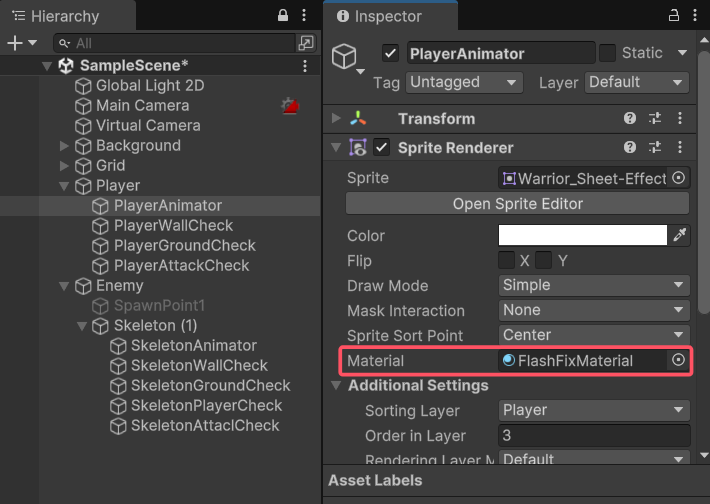 Hierarchy
All
SampleScene*
Global Light 2D
Main Camera
Virtual Camera
Background
Grid
Player
PlayerAnimator
PlayerWallCheck
PlayerGroundCheck
PlayerAttackCheck
Enemy
SpawnPoint1
Skeleton (1)
SkeletonAnimator
SkeletonWallCheck
SkeletonGroundCheck
SkeletonPlayerCheck
SkeletonAttaclCheck
Inspector
PlayerAnimator Static
Tag Untagged Layer Default
Transform
Sprite Renderer
Sprite Warrior_Sheet-Effect
Open Sprite Editor
Color
Flip X Y
Draw Mode Simple
Mask Interaction None
Sprite Sort Point Center
Material FlashFixMaterial
Additional Settings
Sorting Layer Player
Order in Layer 3
Rendering Layer M Default
Asset Labels